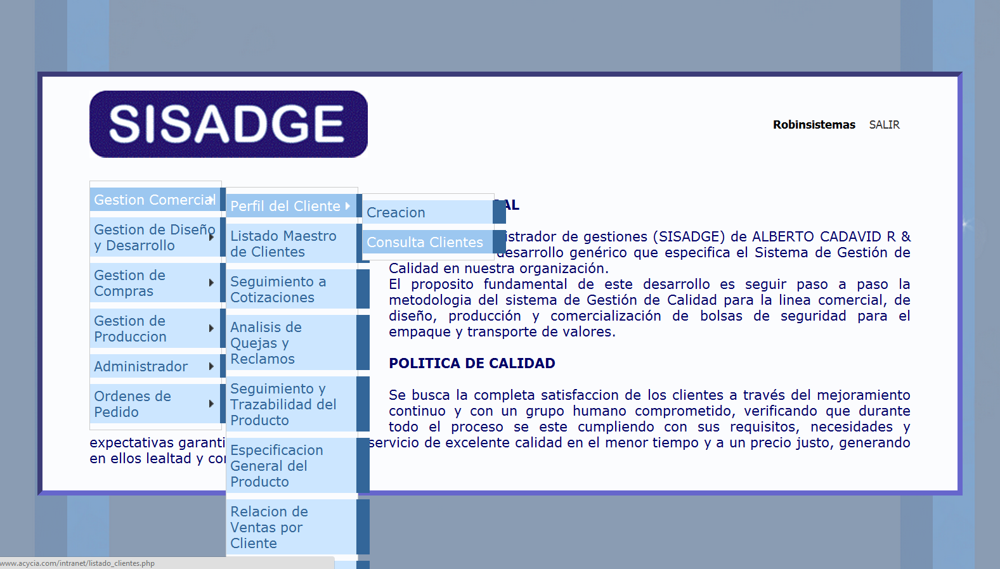 SISADGE
Robinsistemas SALIR
Gestion Comercial
Gestion de Diseño
y Desarrollo
Gestion de
Compras
Gestion de
Produccion
Administrador
Ordenes de
Pedido
Perfil del Cliente
Listado Maestro
de Clientes
Seguimiento a
Cotizaciones
Analisis de
Quejas y
Reclamos
Seguimiento y
Trazabilidad del
Producto
Especificacion
General del
Producto
Relacion de
Ventas por
Cliente
Creacion
Consulta Clientes
de gestiones (SISADGE) de ALBERTO CADAVID R &
desarrollo genérico que especifica el Sistema de Gestión de
Calidad en nuestra organización.
El proposito fundamental de este desarrollo es seguir paso a paso la
metodologia del sistema de Gestión de Calidad para la linea comercial, de
diseño, producción y comercialización de bolsas de seguridad para el
empaque y transporte de valores.
POLITICA DE CALIDAD
Se busca la completa satisfaccion de los clientes a través del mejoramiento
continuo y con un grupo humano comprometido, verificando que durante
todo el proceso se este cumpliendo con sus requisitos, necesidades y
expectativas servicio de excelente calidad en el menor tiempo y a un precio justo, generando
en ellos lealtad y
www.acycia.com/intranet/listado_clientes.php